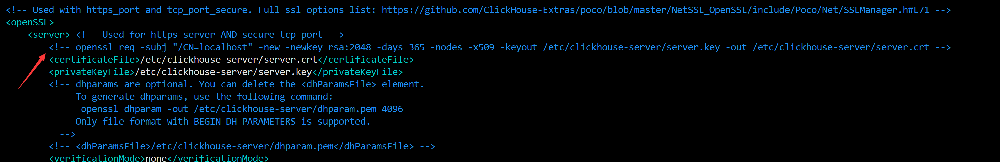 <!-- Used with https_port and tcp_port_secure. Full ssl options list: https://github.com/ClickHouse-Extras/poco/blob/master/NetSSL_OpenSSL/include/Poco/Net/SSLManager.h#L71 -->
<openSSL>
    <server> <!-- Used for https server AND secure tcp port -->
        <!-- openssl req -subj "/CN=localhost" -new -newkey rsa:2048 -days 365 -nodes -x509 -keyout /etc/clickhouse-server/server.key -out /etc/clickhouse-server/server.crt -->
        <certificateFile>/etc/clickhouse-server/server.crt</certificateFile>
        <privateKeyFile>/etc/clickhouse-server/server.key</privateKeyFile>
        <!-- dhparams are optional. You can delete the <dhParamsFile> element.
             To generate dhparams, use the following command:
              openssl dhparam -out /etc/clickhouse-server/dhparam.pem 4096
             Only file format with BEGIN DH PARAMETERS is supported.
          -->
        <!-- <dhParamsFile>/etc/clickhouse-server/dhparam.pem</dhParamsFile> -->
        <verificationMode>none</verificationMode>